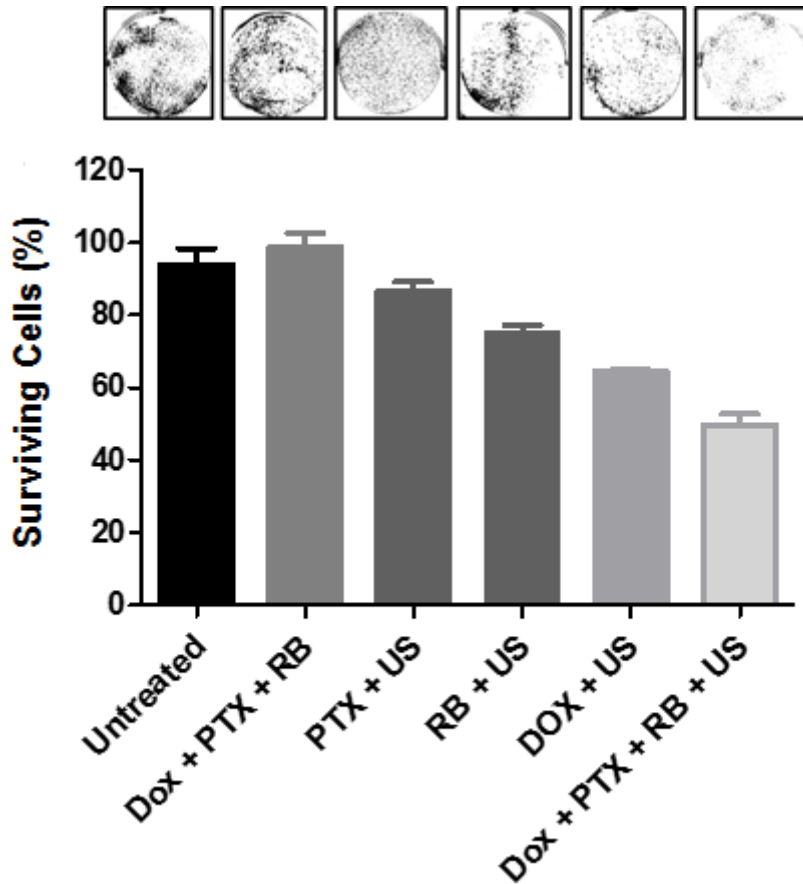 Surviving Cells (%)
120
100
80
60
40
20
0
Untreated
Dox + PTX + RB
PTX + US
RB + US
DOX + US
Dox + PTX + RB + US